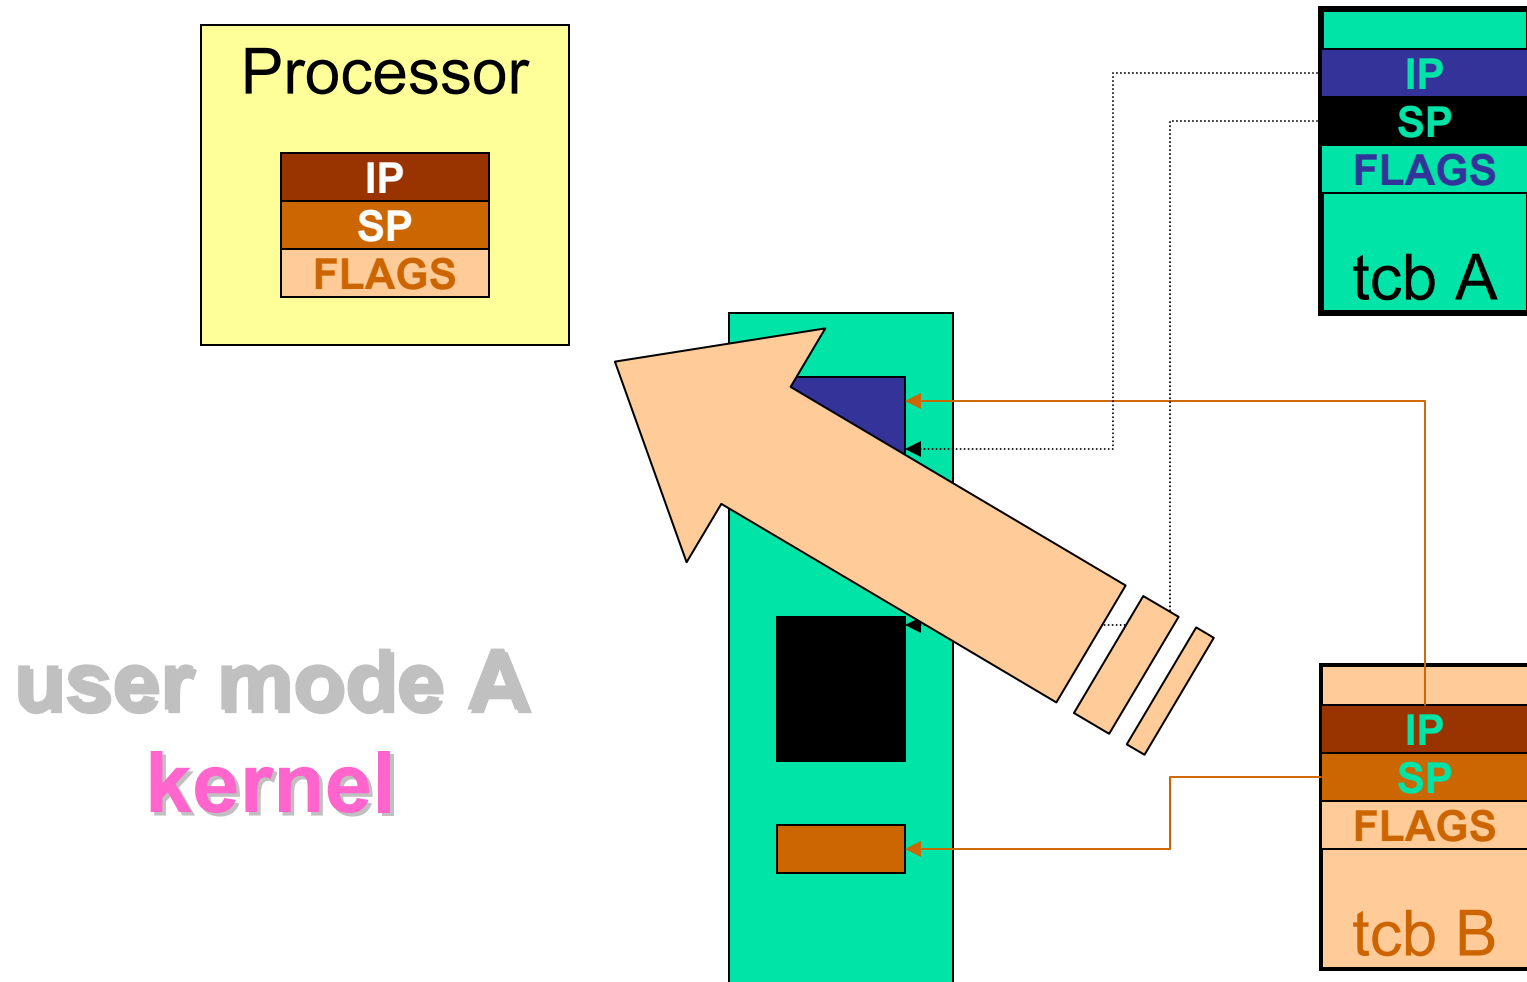 Processor
IP
SP
FLAGS
IP
SP
FLAGS
tcb A
user mode A
kernel
IP
SP
FLAGS
tcb B